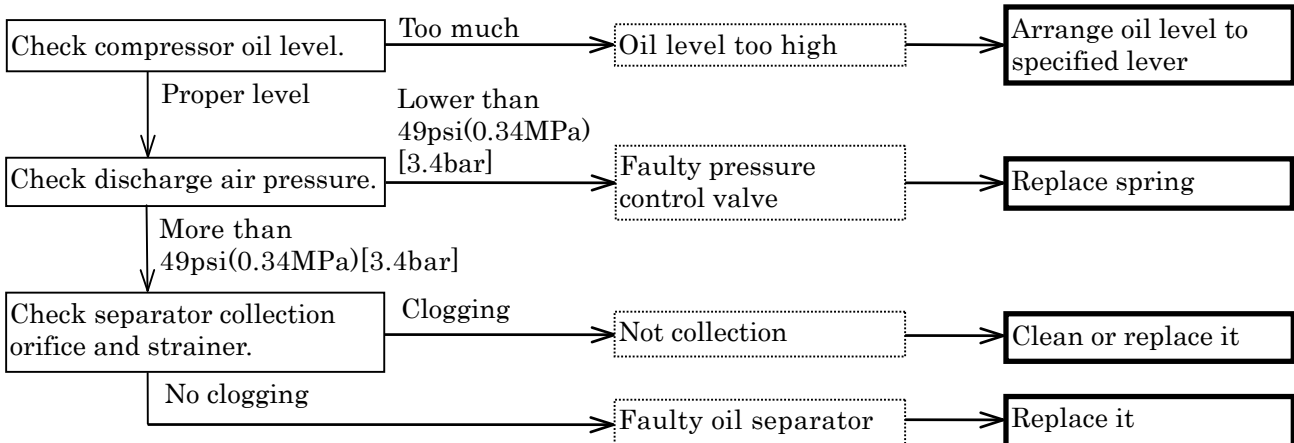 Check compressor oil level.
Too much
Oil level too high
Arrange oil level to
specified lever
Proper level
Lower than
49psi(0.34MPa)
[3.4bar]
Check discharge air pressure.
Faulty pressure
control valve
Replace spring
More than
49psi(0.34MPa)[3.4bar]
Check separator collection
orifice and strainer.
Clogging
Not collection
Clean or replace it
No clogging
Faulty oil separator
Replace it